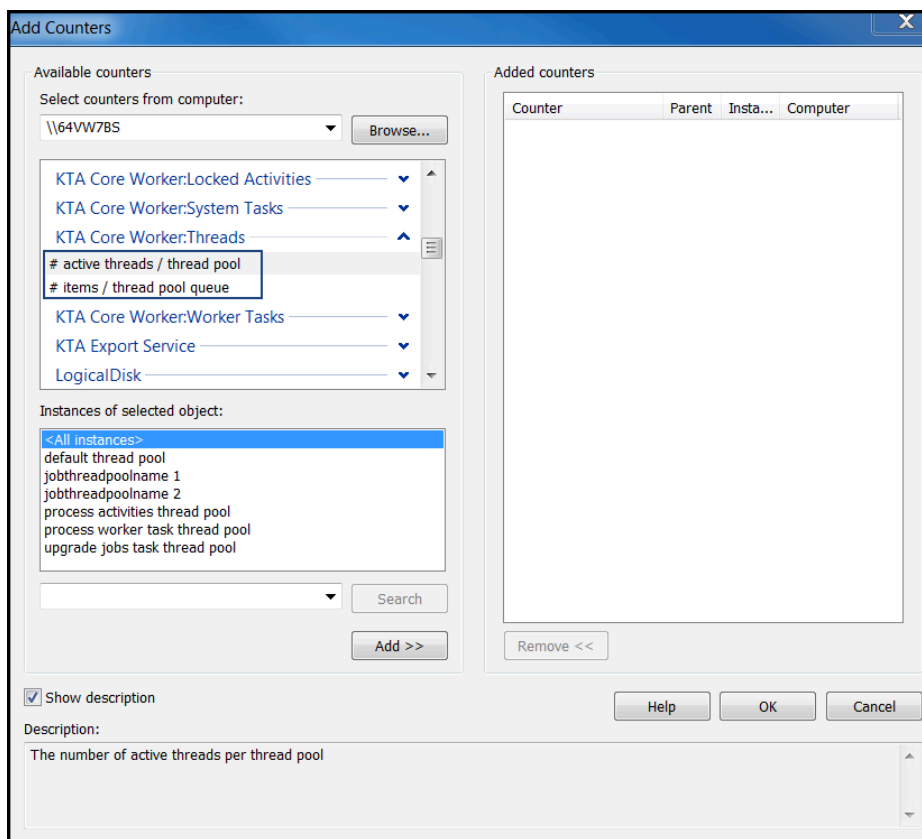 Add Counters
X
Available counters
Select counters from computer:
\\64VW7BS
Browse...
KTA Core Worker:Locked Activities
KTA Core Worker:System Tasks
KTA Core Worker:Threads
# active threads / thread pool
# items / thread pool queue
KTA Core Worker:Worker Tasks
KTA Export Service
LogicalDisk
Instances of selected object:
<All instances>
default thread pool
jobthreadpoolname 1
jobthreadpoolname 2
process activities thread pool
process worker task thread pool
upgrade jobs task thread pool
Search
Add >>
Added counters
Counter Parent Insta... Computer
Remove <<
Show description
Help OK Cancel
Description:
The number of active threads per thread pool